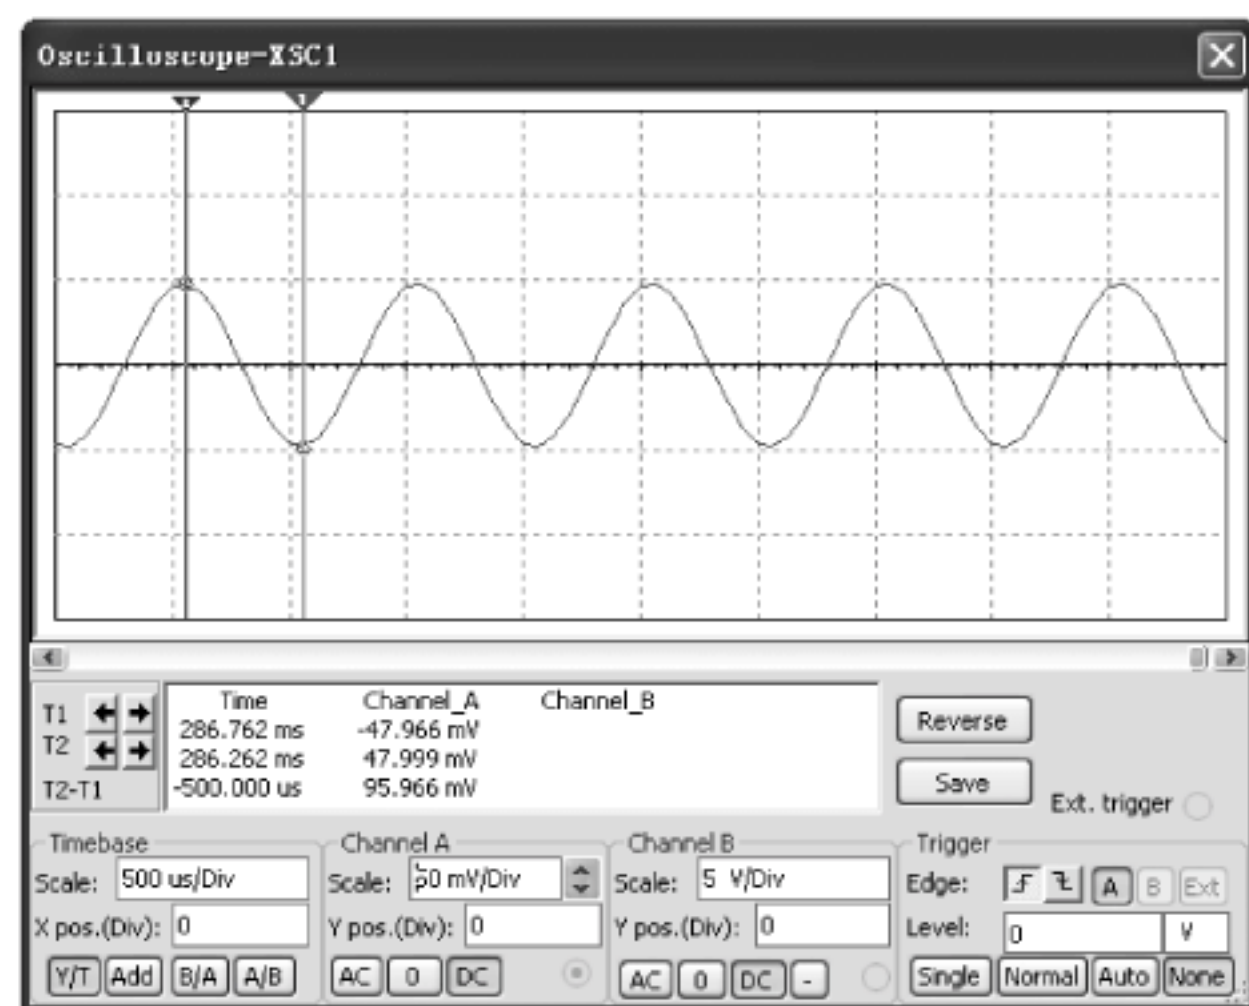 Oscilloscope-XSC1
Time Channel_A Channel_B
T1 286.762 ms -47.966 mV
T2 286.262 ms 47.999 mV
T2-T1 -500.000 us 95.966 mV
Reverse
Save
Ext. trigger
Timebase
Scale: 500 us/Div
X pos.(Div): 0
Y/T Add B/A A/B
Channel A
Scale: 50 mV/Div
Y pos.(Div): 0
AC 0 DC
Channel B
Scale: 5 V/Div
Y pos.(Div): 0
AC 0 DC -
Trigger
Edge: A B Ext
Level: 0 V
Single Normal Auto None